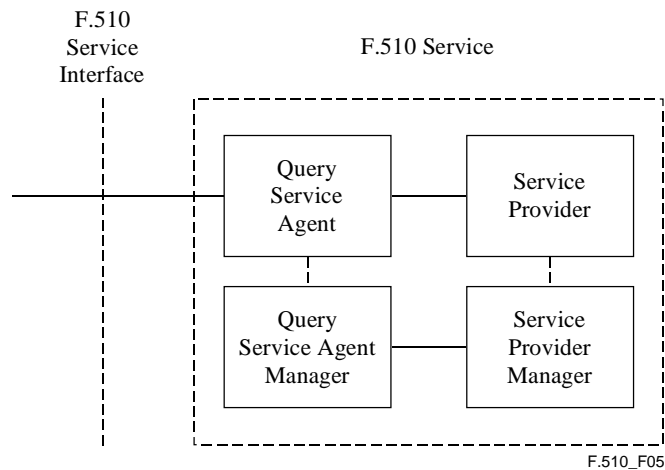 F.510
Service
Interface
F.510 Service
Query
Service
Agent
Service
Provider
Query
Service Agent
Manager
Service
Provider
Manager
F.510_F05